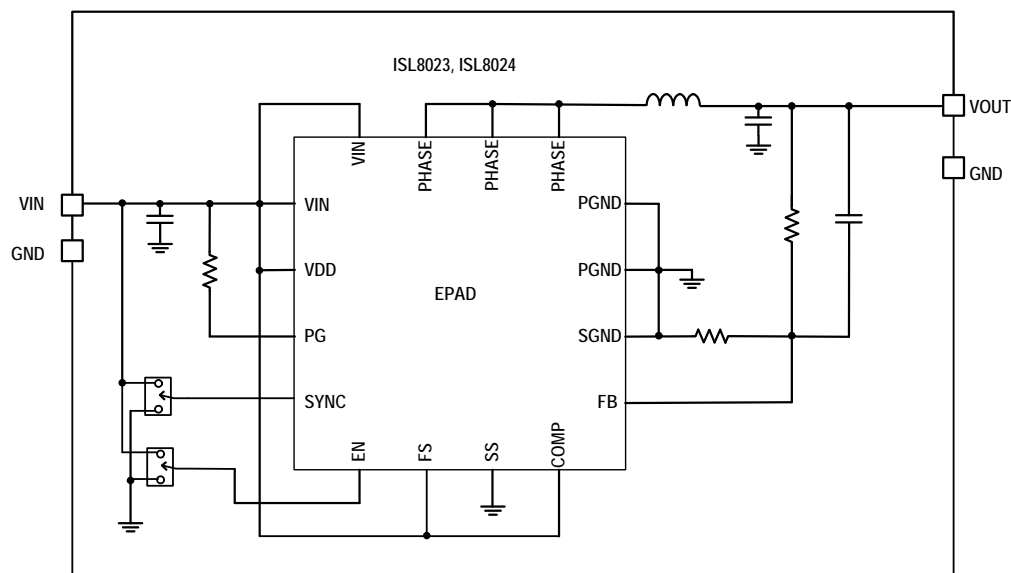 ISL8023, ISL8024
VOUT
GND
VIN
GND
VIN
PHASE
PHASE
PHASE
VIN
VDD
PG
SYNC
EPAD
PGND
PGND
SGND
FB
EN
FS
SS
COMP